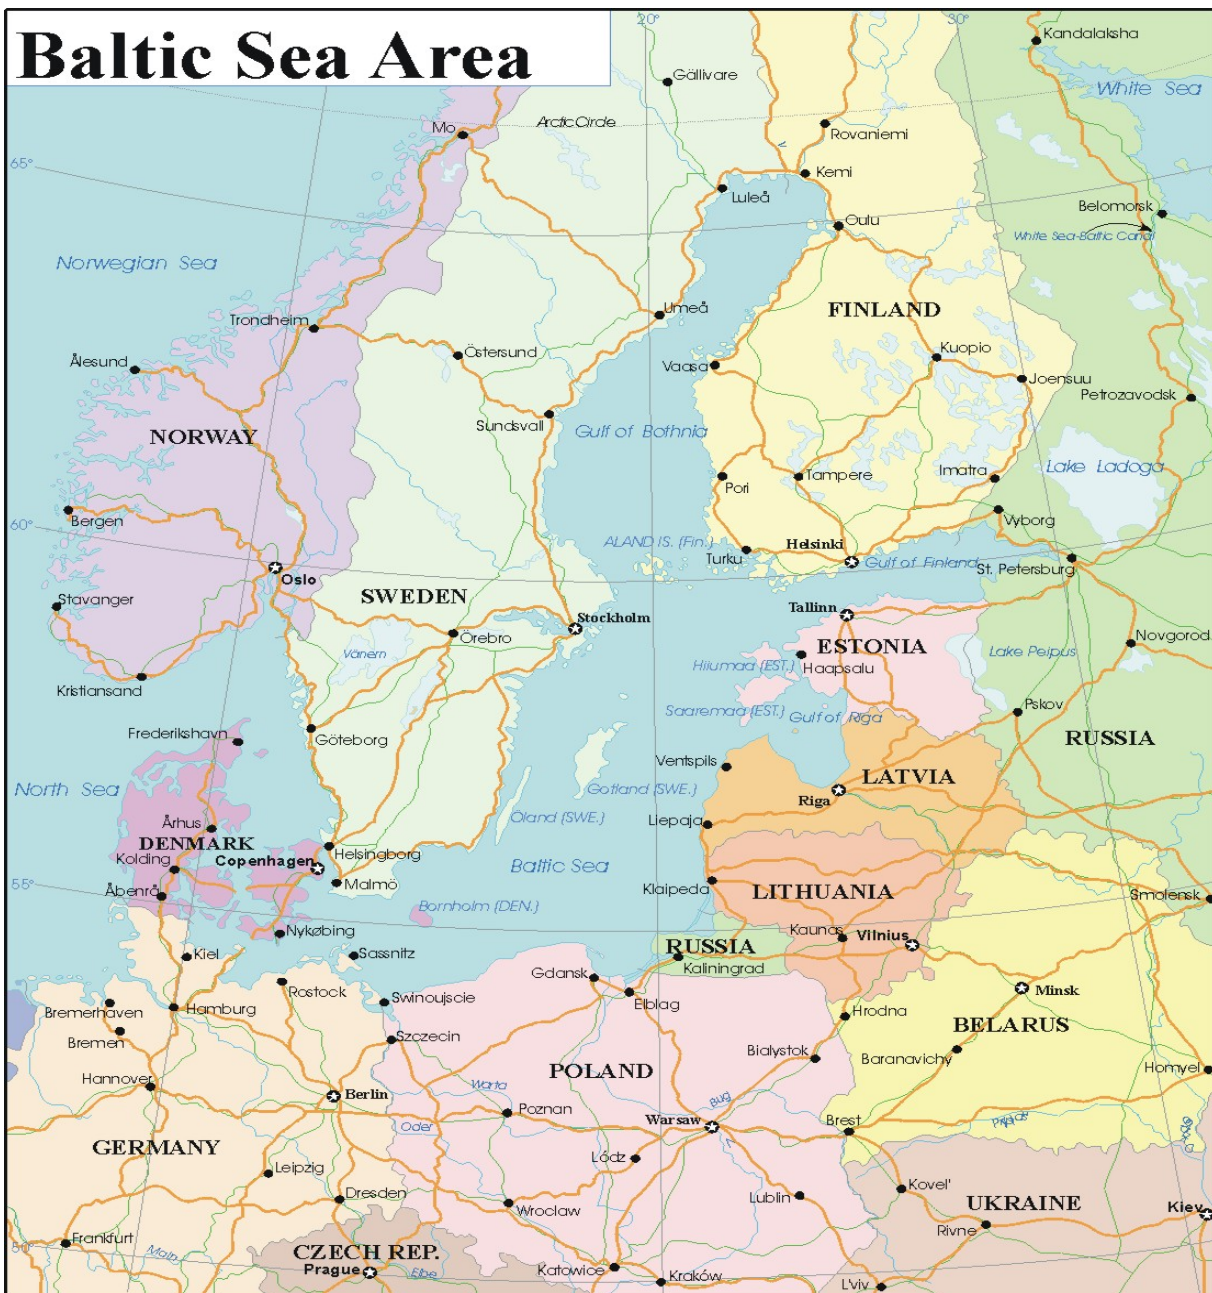 Baltic Sea Area
20°
30°
Kandalaksha
Gällivare
White Sea
Arctic Circle
Mo
Rovaniemi
65°
Kemi
Luleå
Belomorsk
Oulu
White Sea-Baltic Canal
Norwegian Sea
FINLAND
Umeå
Trondheim
Östersund
Kuopio
Ålesund
Vaasa
Joensuu
Petrozavodsk
Sundsvall
Gulf of Bothnia
NORWAY
Lake Ladoga
Imatra
Tampere
Pori
Bergen
Vyborg
60°
ALAND IS. (Fin.)
Helsinki
Turku
Gulf of Finland
St. Petersburg
Oslo
Stavanger
SWEDEN
Tallinn
Stockholm
Örebro
Novgorod
ESTONIA
Vänern
Lake Peipus
Hiiumaa (EST.)
Haapsalu
Kristiansand
Saaremaa (EST.)
Gulf of Riga
Pskov
Frederikshavn
Göteborg
RUSSIA
Ventspils
LATVIA
North Sea
Gotland (SWE.)
Riga
Öland (SWE.)
Liepaja
Århus
DENMARK
Helsingborg
Kolding
Copenhagen
Baltic Sea
Malmö
55°
Åbenrå
Klaipeda
LITHUANIA
Smolensk
Bornholm (DEN.)
Nykøbing
Kaunas
Vilnius
RUSSIA
Kiel
Sassnitz
Gdansk
Kaliningrad
Rostock
Swinoujscie
Elblag
Minsk
Bremerhaven
Hamburg
Hrodna
BELARUS
Bremen
Szczecin
Bialystok
Baranavichy
Homyel
Hannover
POLAND
Warta
Berlin
Bug
Poznan
Oder
Warsaw
Brest
Pripyat
GERMANY
Lódz
Leipzig
Kovel'
Dresden
Lublin
UKRAINE
Wroclaw
Kiev
Rivne
Frankfurt
50°
Main
CZECH REP.
Prague
Elbe
Katowice
Kraków
L'viv